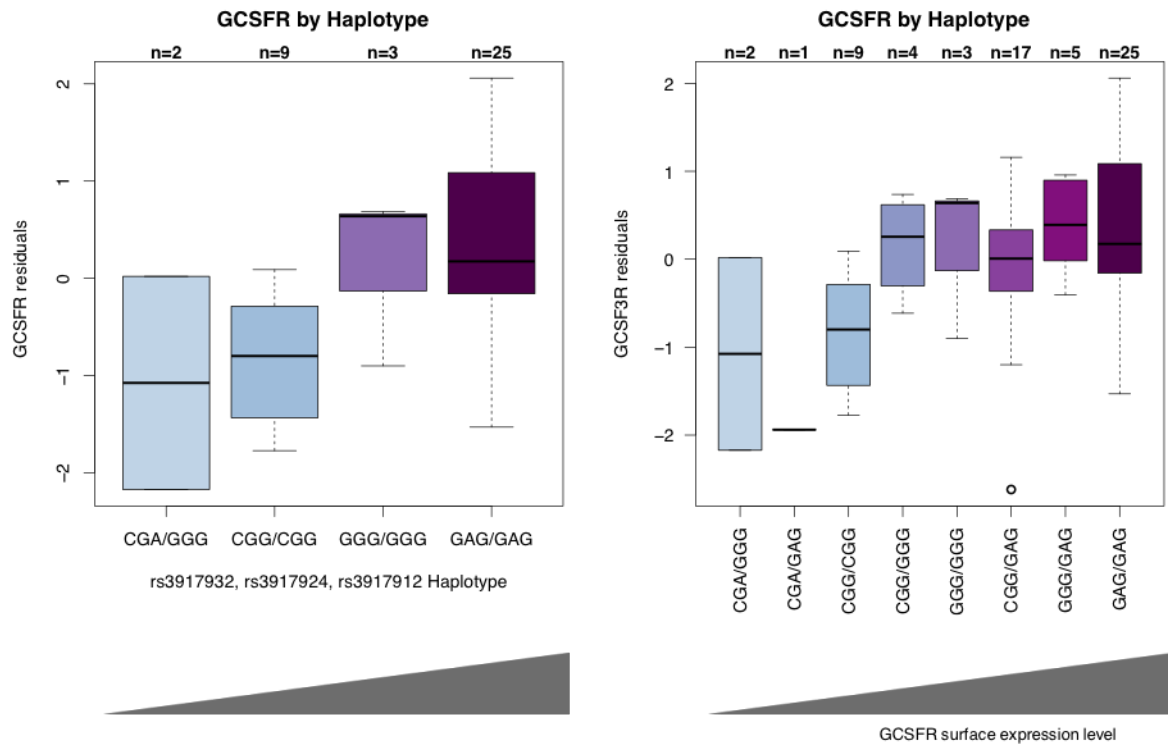 GCSFR by Haplotype
n=2 n=9 n=3 n=25
GCSFR residuals
2
1
0
−1
−2
CGA/GGG CGG/CGG GGG/GGG GAG/GAG
rs3917932, rs3917924, rs3917912 Haplotype
GCSFR by Haplotype
n=2 n=1 n=9 n=4 n=3 n=17 n=5 n=25
GCSF3R residuals
2
1
0
−1
−2
CGA/GGG
CGA/GAG
CGG/CGG
CGG/GGG
GGG/GGG
CGG/GAG
GGG/GAG
GAG/GAG
GCSFR surface expression level